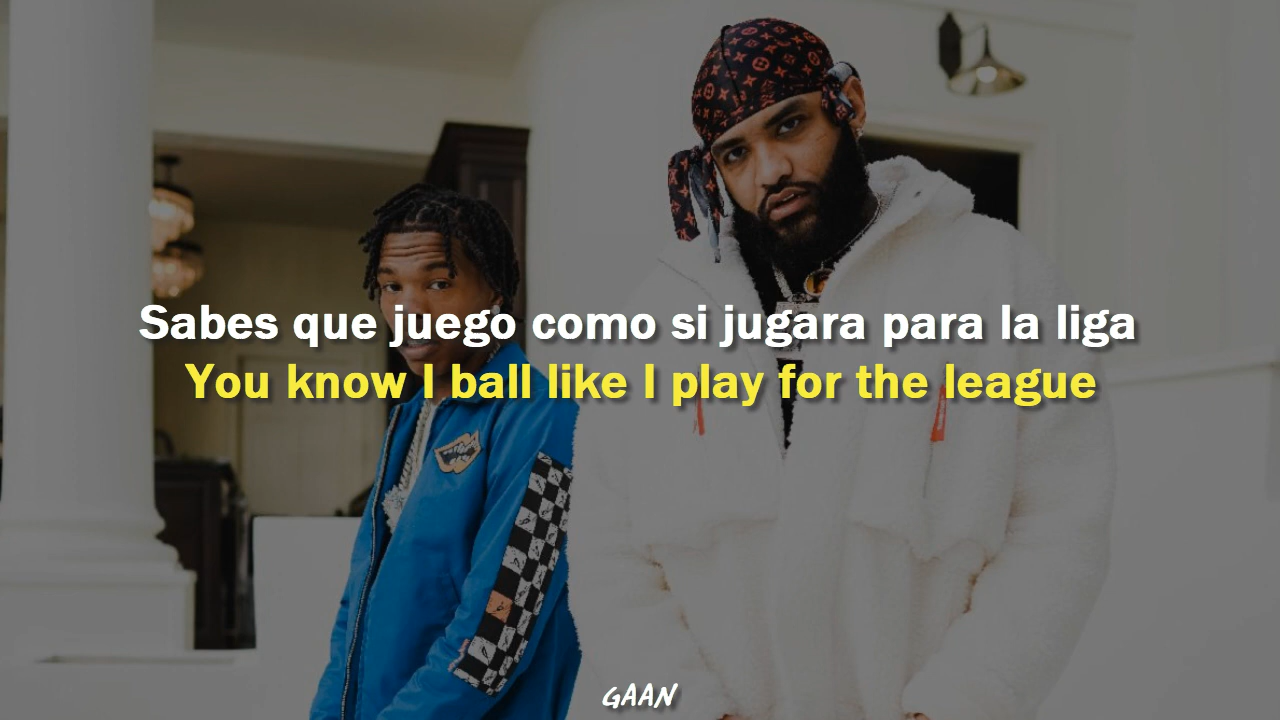 Sabes que juego como si jugara para la liga
You know I ball like I play for the league
GAAN